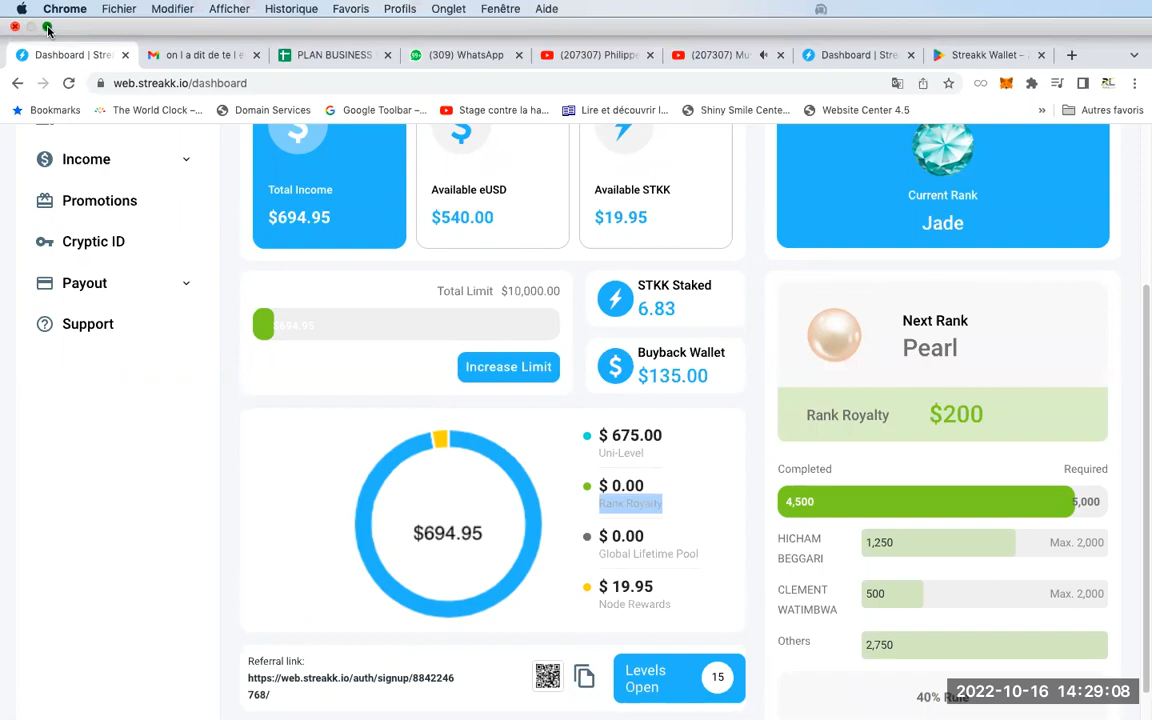 Chrome Fichier Modifier Afficher Historique Favoris Profils Onglet Fenêtre Aide
Dashboard | Strea on l a dit de te l e PLAN BUSINESS (309) WhatsApp (207307) Philippe (207307) Mu Dashboard | Strea Streakk Wallet –
web.streakk.io/dashboard
Bookmarks The World Clock –... Domain Services Google Toolbar –... Stage contre la ha... Lire et découvrir l... Shiny Smile Cente... Website Center 4.5 » Autres favoris
Income
Promotions
Cryptic ID
Payout
Support
Total Income
$694.95
Available eUSD
$540.00
Available STKK
$19.95
Current Rank
Jade
Total Limit $10,000.00
$694.95
Increase Limit
STKK Staked
6.83
Buyback Wallet
$135.00
Next Rank
Pearl
Rank Royalty $200
Completed Required
4,500 5,000
HICHAM BEGGARI 1,250 Max. 2,000
CLEMENT WATIMBWA 500 Max. 2,000
Others 2,750
40%
$694.95
$ 675.00
Uni-Level
$ 0.00
Rank Royalty
$ 0.00
Global Lifetime Pool
$ 19.95
Node Rewards
Referral link:
https://web.streakk.io/auth/signup/8842246
768/
Levels
Open
15
2022-10-16 14:29:08